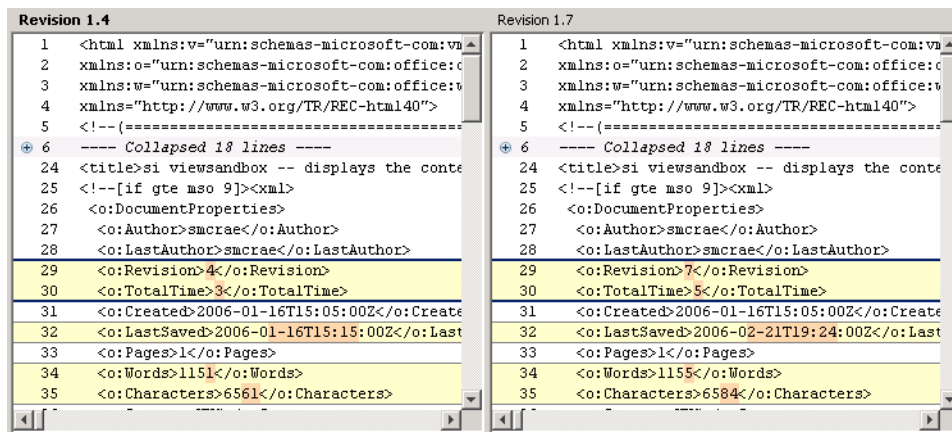 Revision 1.4
1 <html xmlns:v="urn:schemas-microsoft-com:vm
2 xmlns:o="urn:schemas-microsoft-com:office:o
3 xmlns:w="urn:schemas-microsoft-com:office:w
4 xmlns="http://www.w3.org/TR/REC-html40">
5 <!--(==========================================
6 ---- Collapsed 18 lines ----
24 <title>si viewsandbox -- displays the conte
25 <!--[if gte mso 9]><xml>
26 <o:DocumentProperties>
27 <o:Author>smcrae</o:Author>
28 <o:LastAuthor>smcrae</o:LastAuthor>
29 <o:Revision>4</o:Revision>
30 <o:TotalTime>3</o:TotalTime>
31 <o:Created>2006-01-16T15:05:00Z</o:Create
32 <o:LastSaved>2006-01-16T15:15:00Z</o:Last
33 <o:Pages>1</o:Pages>
34 <o:Words>1151</o:Words>
35 <o:Characters>6561</o:Characters>
Revision 1.7
1 <html xmlns:v="urn:schemas-microsoft-com:vm
2 xmlns:o="urn:schemas-microsoft-com:office:o
3 xmlns:w="urn:schemas-microsoft-com:office:w
4 xmlns="http://www.w3.org/TR/REC-html40">
5 <!--(==========================================
6 ---- Collapsed 18 lines ----
24 <title>si viewsandbox -- displays the conte
25 <!--[if gte mso 9]><xml>
26 <o:DocumentProperties>
27 <o:Author>smcrae</o:Author>
28 <o:LastAuthor>smcrae</o:LastAuthor>
29 <o:Revision>7</o:Revision>
30 <o:TotalTime>5</o:TotalTime>
31 <o:Created>2006-01-16T15:05:00Z</o:Create
32 <o:LastSaved>2006-02-21T19:24:00Z</o:Last
33 <o:Pages>1</o:Pages>
34 <o:Words>1155</o:Words>
35 <o:Characters>6584</o:Characters>